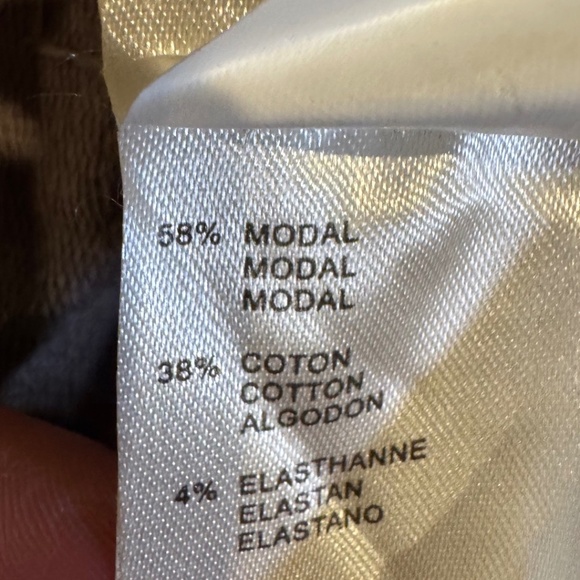 58% MODAL
MODAL
MODAL
38% COTON
COTTON
ALGODON
4% ELASTHANNE
ELASTAN
ELASTANO